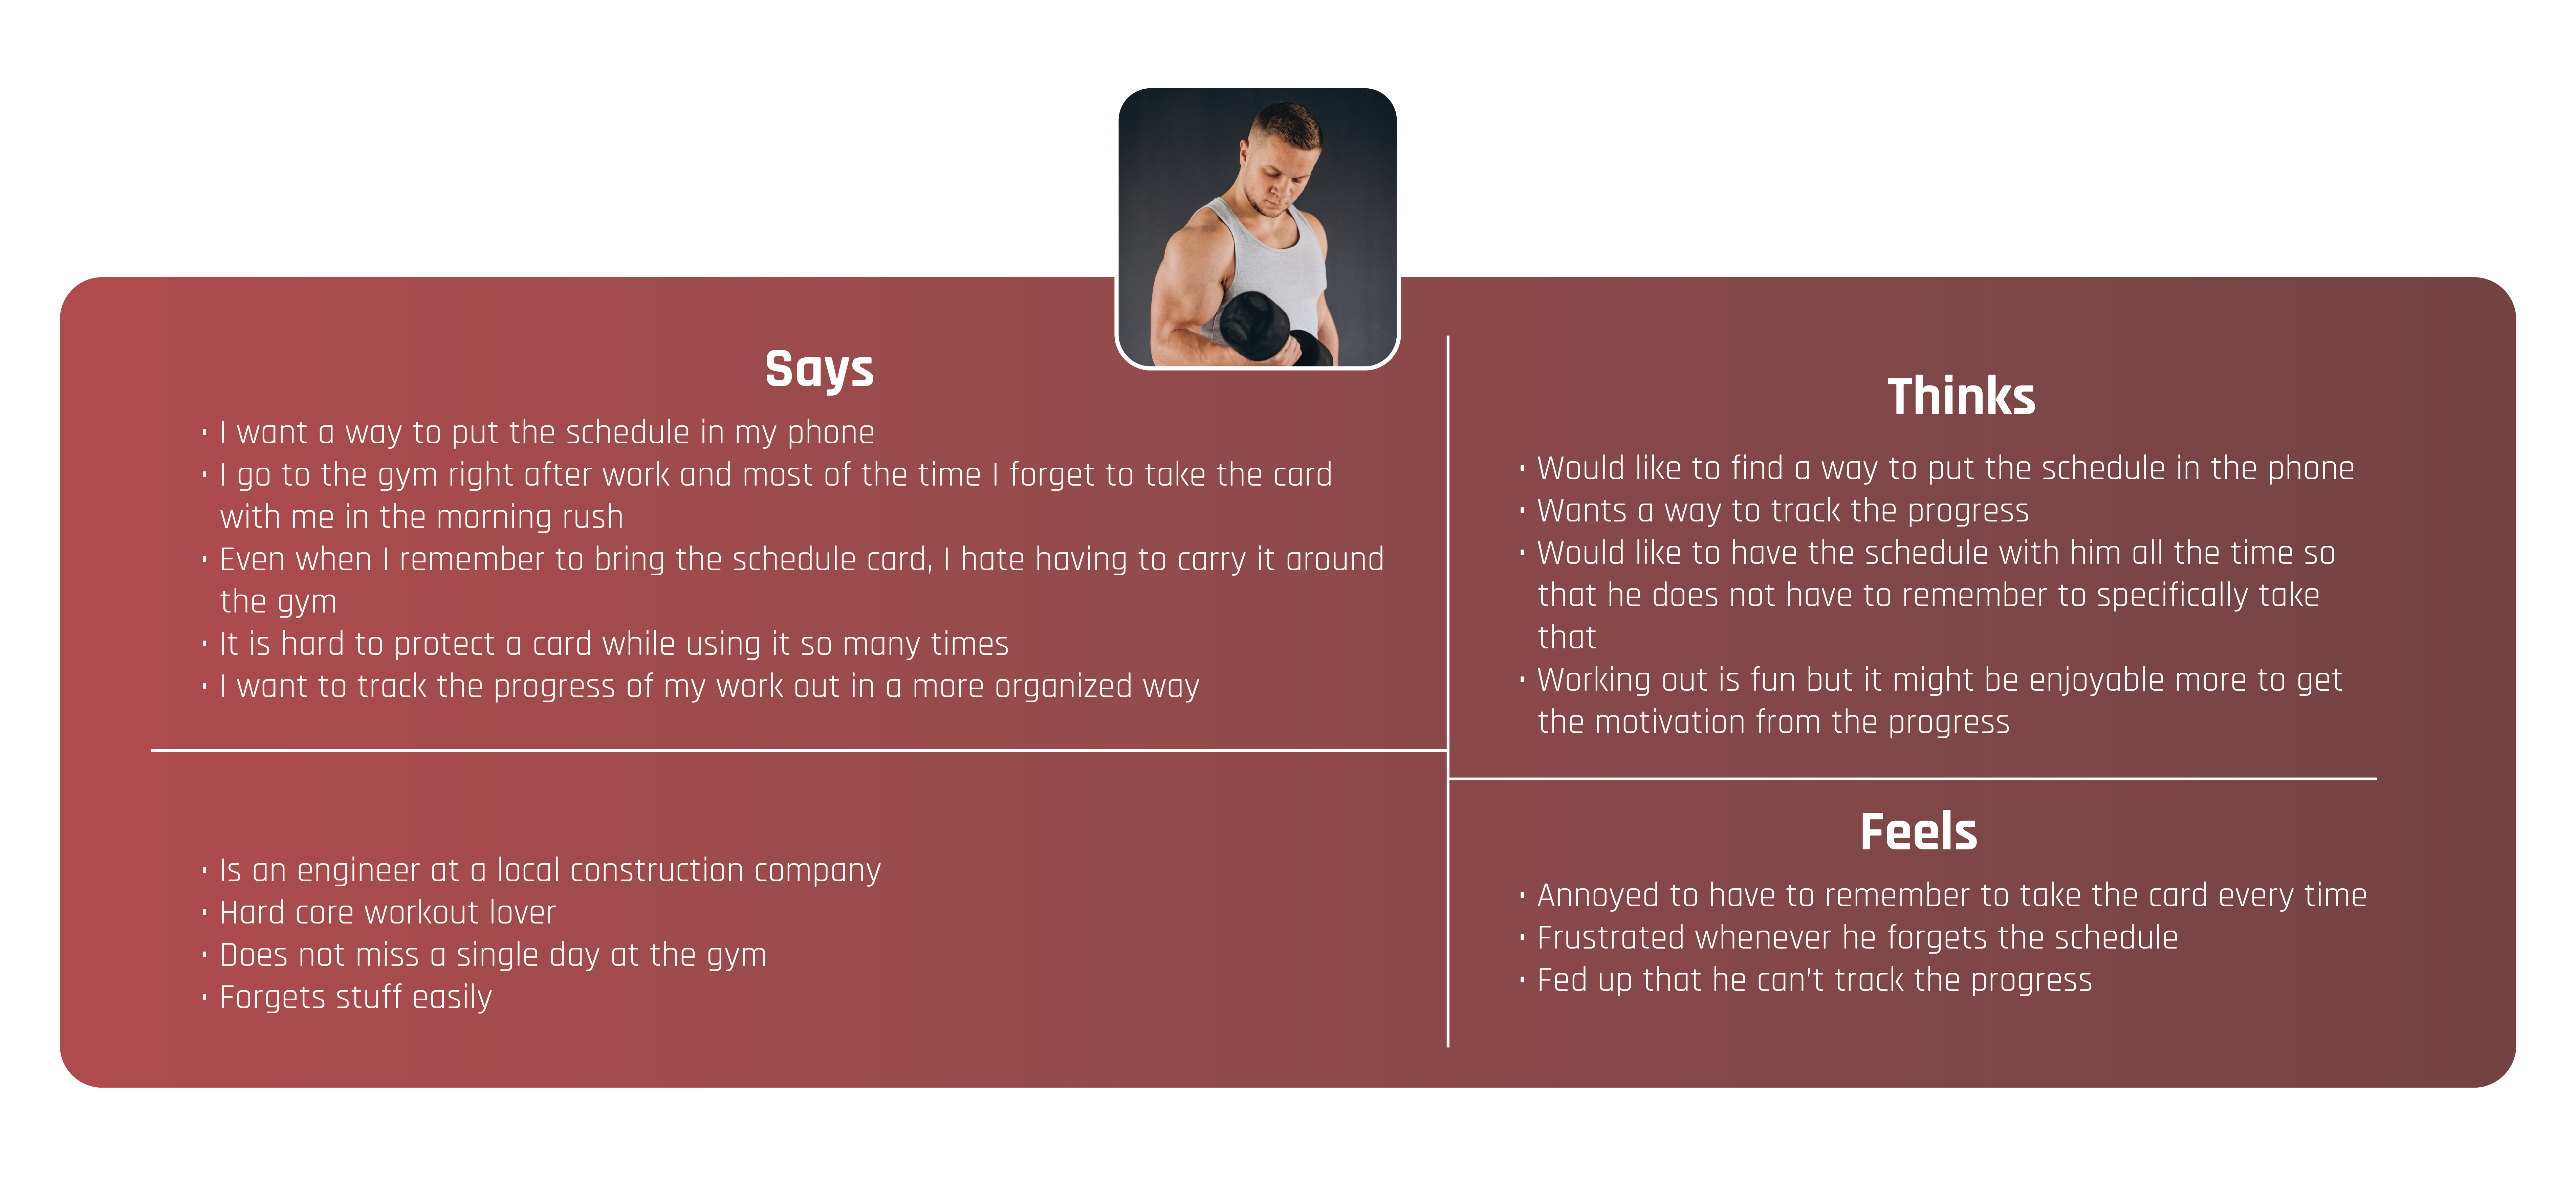 Says
· I want a way to put the schedule in my phone
· I go to the gym right after work and most of the time I forget to take the card
with me in the morning rush
· Even when I remember to bring the schedule card, I hate having to carry it around
the gym
· It is hard to protect a card while using it so many times
· I want to track the progress of my work out in a more organized way
· Is an engineer at a local construction company
· Hard core workout lover
· Does not miss a single day at the gym
· Forgets stuff easily
Thinks
· Would like to find a way to put the schedule in the phone
· Wants a way to track the progress
· Would like to have the schedule with him all the time so
that he does not have to remember to specifically take
that
· Working out is fun but it might be enjoyable more to get
the motivation from the progress
Feels
· Annoyed to have to remember to take the card every time
· Frustrated whenever he forgets the schedule
· Fed up that he can’t track the progress